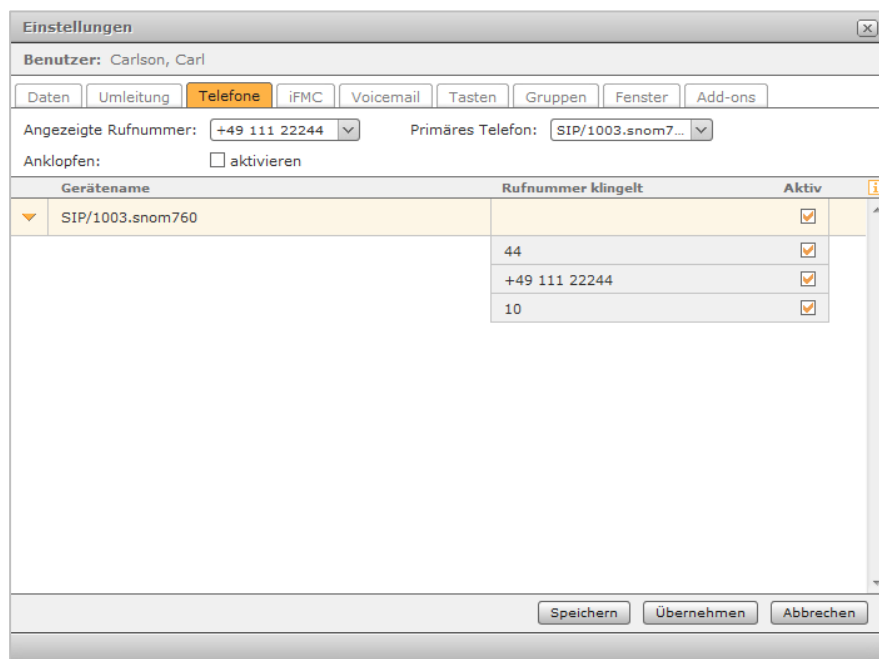 Einstellungen
Benutzer: Carlson, Carl
Daten Umleitung Telefone iFMC Voicemail Tasten Gruppen Fenster Add-ons
Angezeigte Rufnummer: +49 111 22244 Primäres Telefon: SIP/1003.snom7...
Anklopfen: aktivieren
Gerätename Rufnummer klingelt Aktiv
SIP/1003.snom760
44
+49 111 22244
10
Speichern Übernehmen Abbrechen